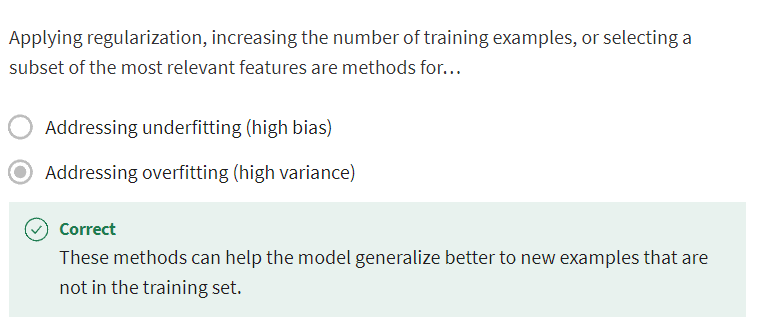 Applying regularization, increasing the number of training examples, or selecting a
subset of the most relevant features are methods for...
Addressing underfitting (high bias)
Addressing overfitting (high variance)
Correct
These methods can help the model generalize better to new examples that are
not in the training set.